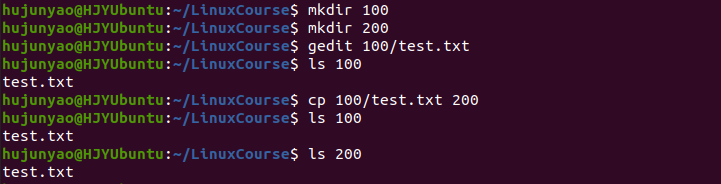 hujunyao@HJYUbuntu:~/LinuxCourse$ mkdir 100
hujunyao@HJYUbuntu:~/LinuxCourse$ mkdir 200
hujunyao@HJYUbuntu:~/LinuxCourse$ gedit 100/test.txt
hujunyao@HJYUbuntu:~/LinuxCourse$ ls 100
test.txt
hujunyao@HJYUbuntu:~/LinuxCourse$ cp 100/test.txt 200
hujunyao@HJYUbuntu:~/LinuxCourse$ ls 100
test.txt
hujunyao@HJYUbuntu:~/LinuxCourse$ ls 200
test.txt